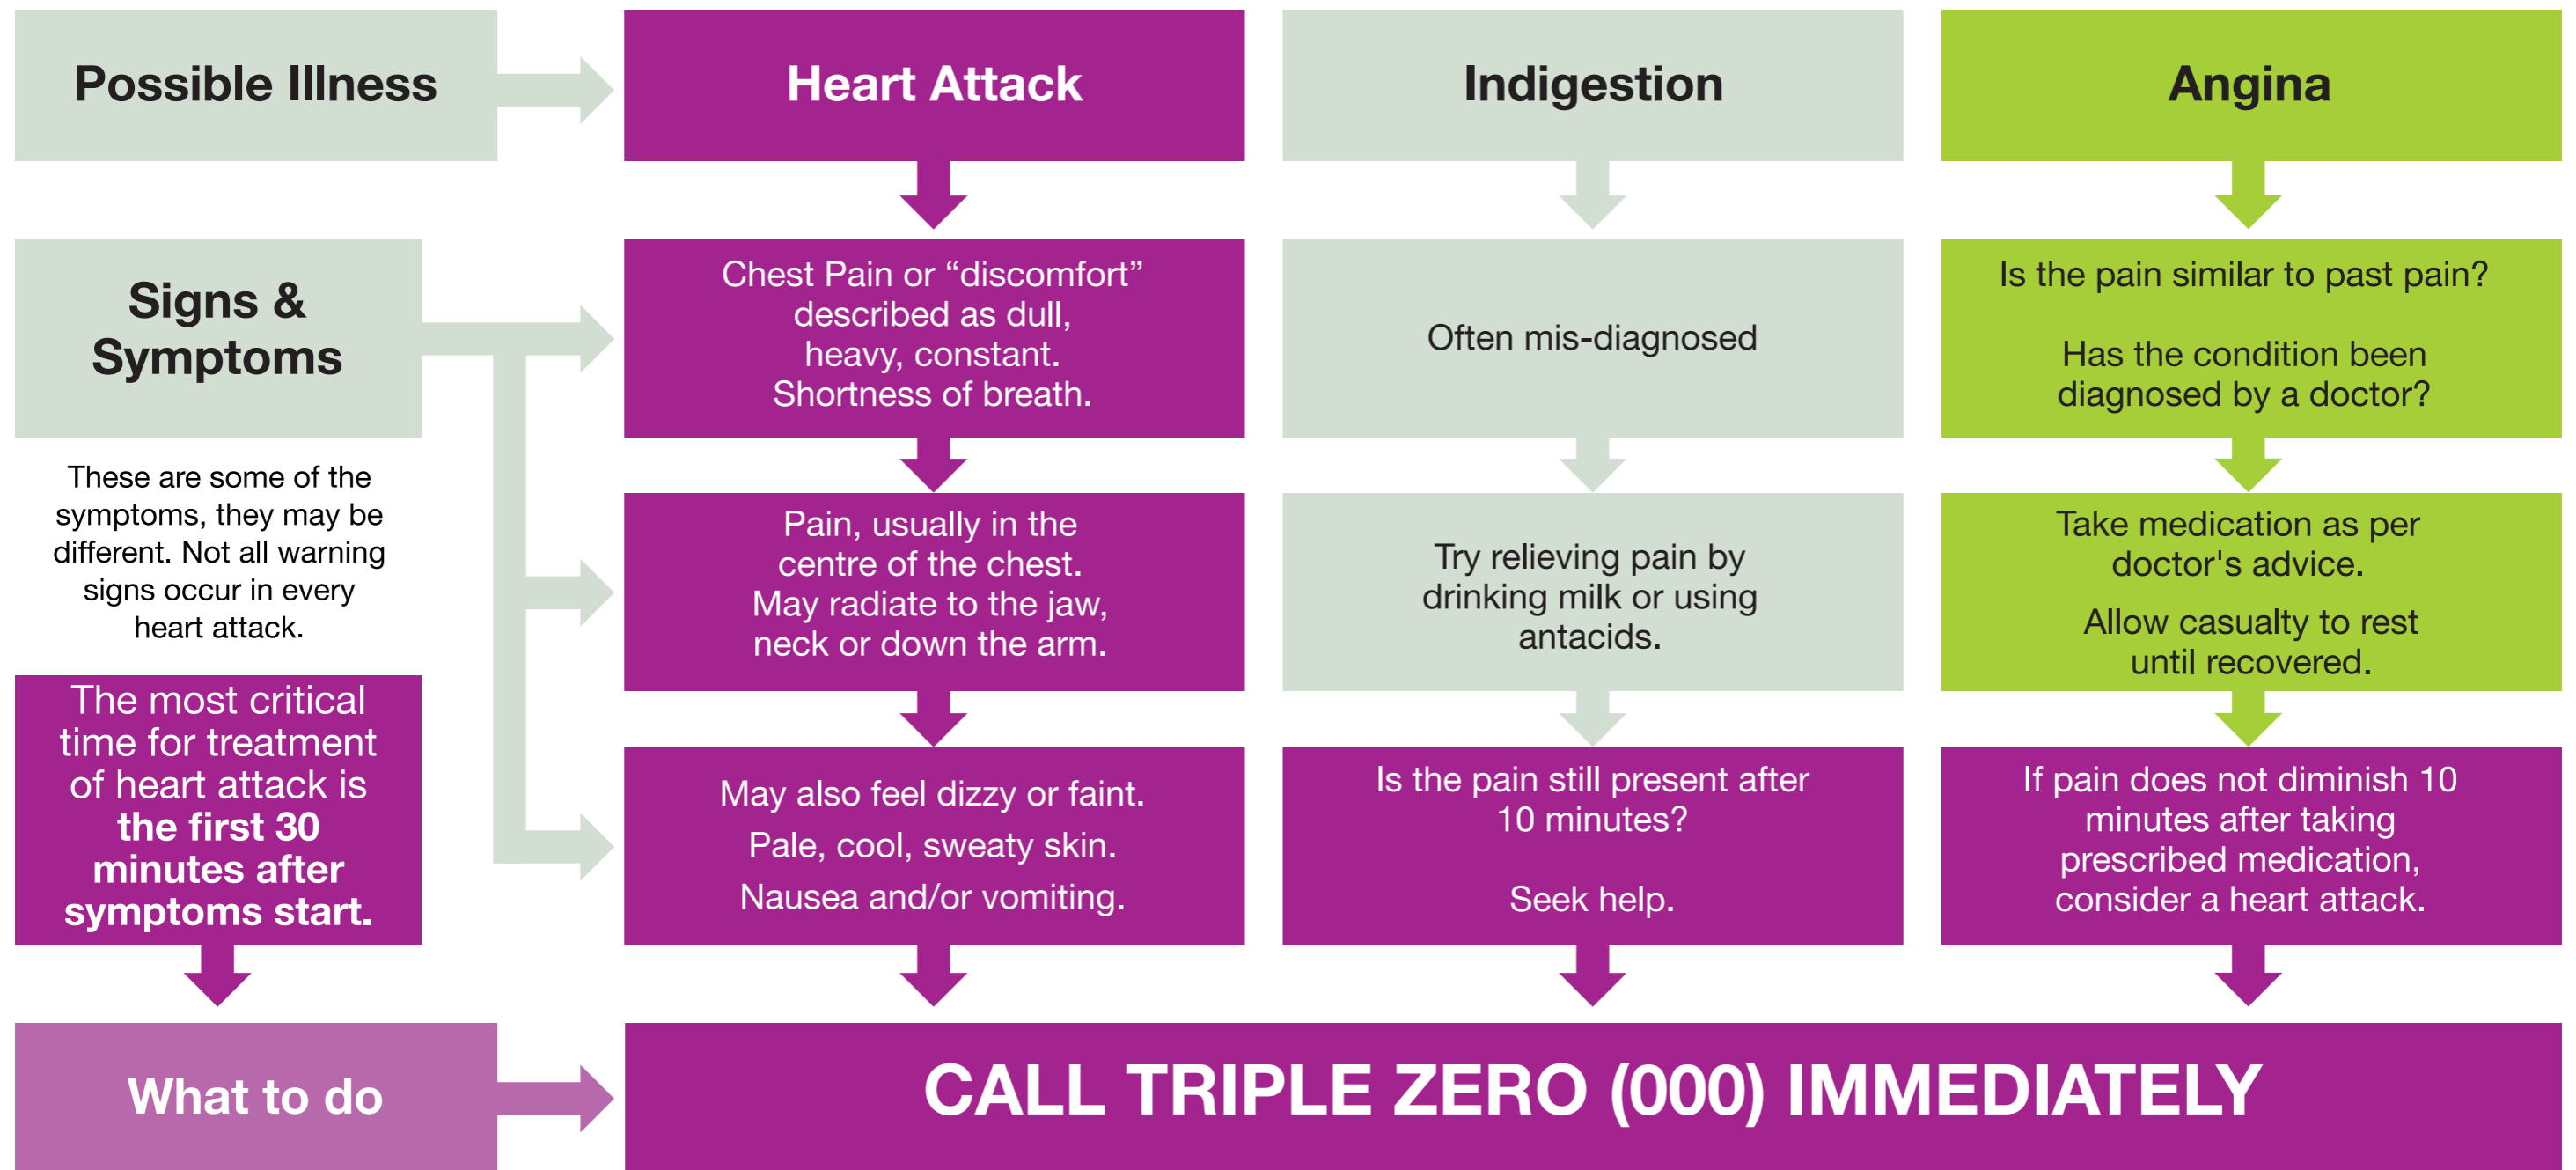 Possible Illness
Heart Attack
Indigestion
Angina
Signs &
Symptoms
These are some of the
symptoms, they may be
different. Not all warning
signs occur in every
heart attack.
The most critical
time for treatment
of heart attack is
the first 30
minutes after
symptoms start.
Chest Pain or “discomfort”
described as dull,
heavy, constant.
Shortness of breath.
Pain, usually in the
centre of the chest.
May radiate to the jaw,
neck or down the arm.
May also feel dizzy or faint.
Pale, cool, sweaty skin.
Nausea and/or vomiting.
Often mis-diagnosed
Try relieving pain by
drinking milk or using
antacids.
Is the pain still present after
10 minutes?
Seek help.
Is the pain similar to past pain?
Has the condition been
diagnosed by a doctor?
Take medication as per
doctor's advice.
Allow casualty to rest
until recovered.
If pain does not diminish 10
minutes after taking
prescribed medication,
consider a heart attack.
What to do
CALL TRIPLE ZERO (000) IMMEDIATELY